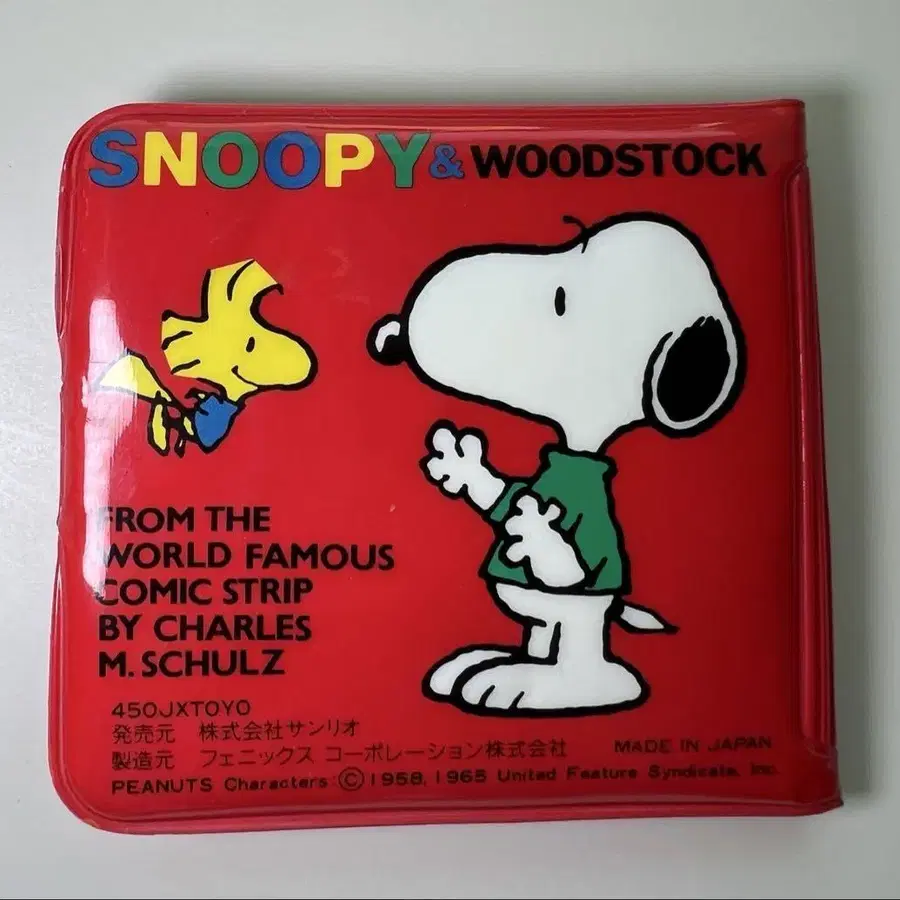 SNOOPY & WOODSTOCK
FROM THE
WORLD FAMOUS
COMIC STRIP
BY CHARLES
M. SCHULZ
450JXTOYO
発売元 株式会社サンリオ
製造元 フェニックス コーポレーション株式会社 MADE IN JAPAN
PEANUTS Characters: Ⓒ 1958, 1965 United Feature Syndicate, Inc.